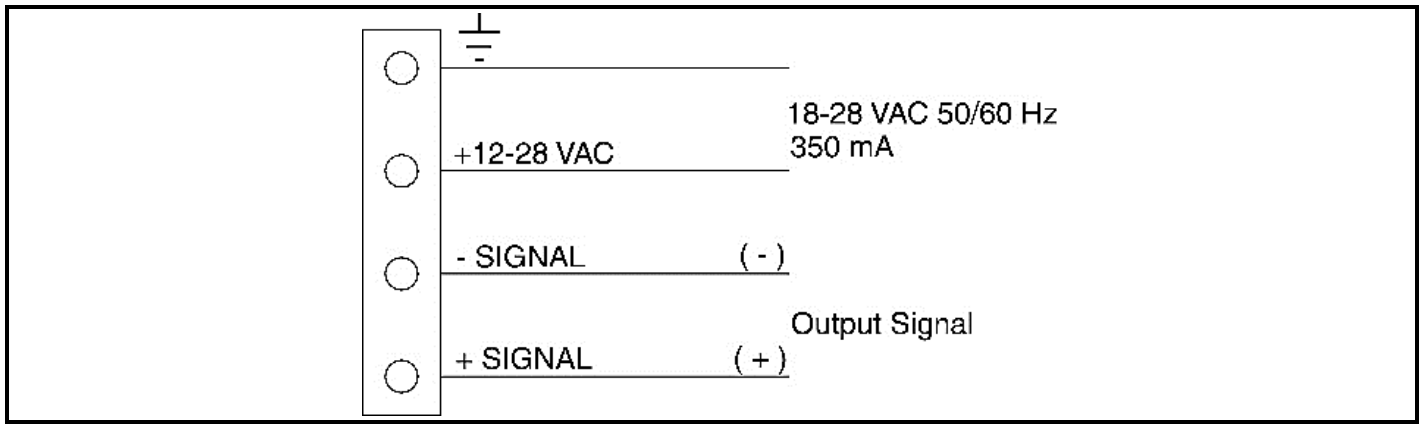 18-28 VAC 50/60 Hz
350 mA
+12-28 VAC
- SIGNAL (-)
Output Signal
+ SIGNAL (+)